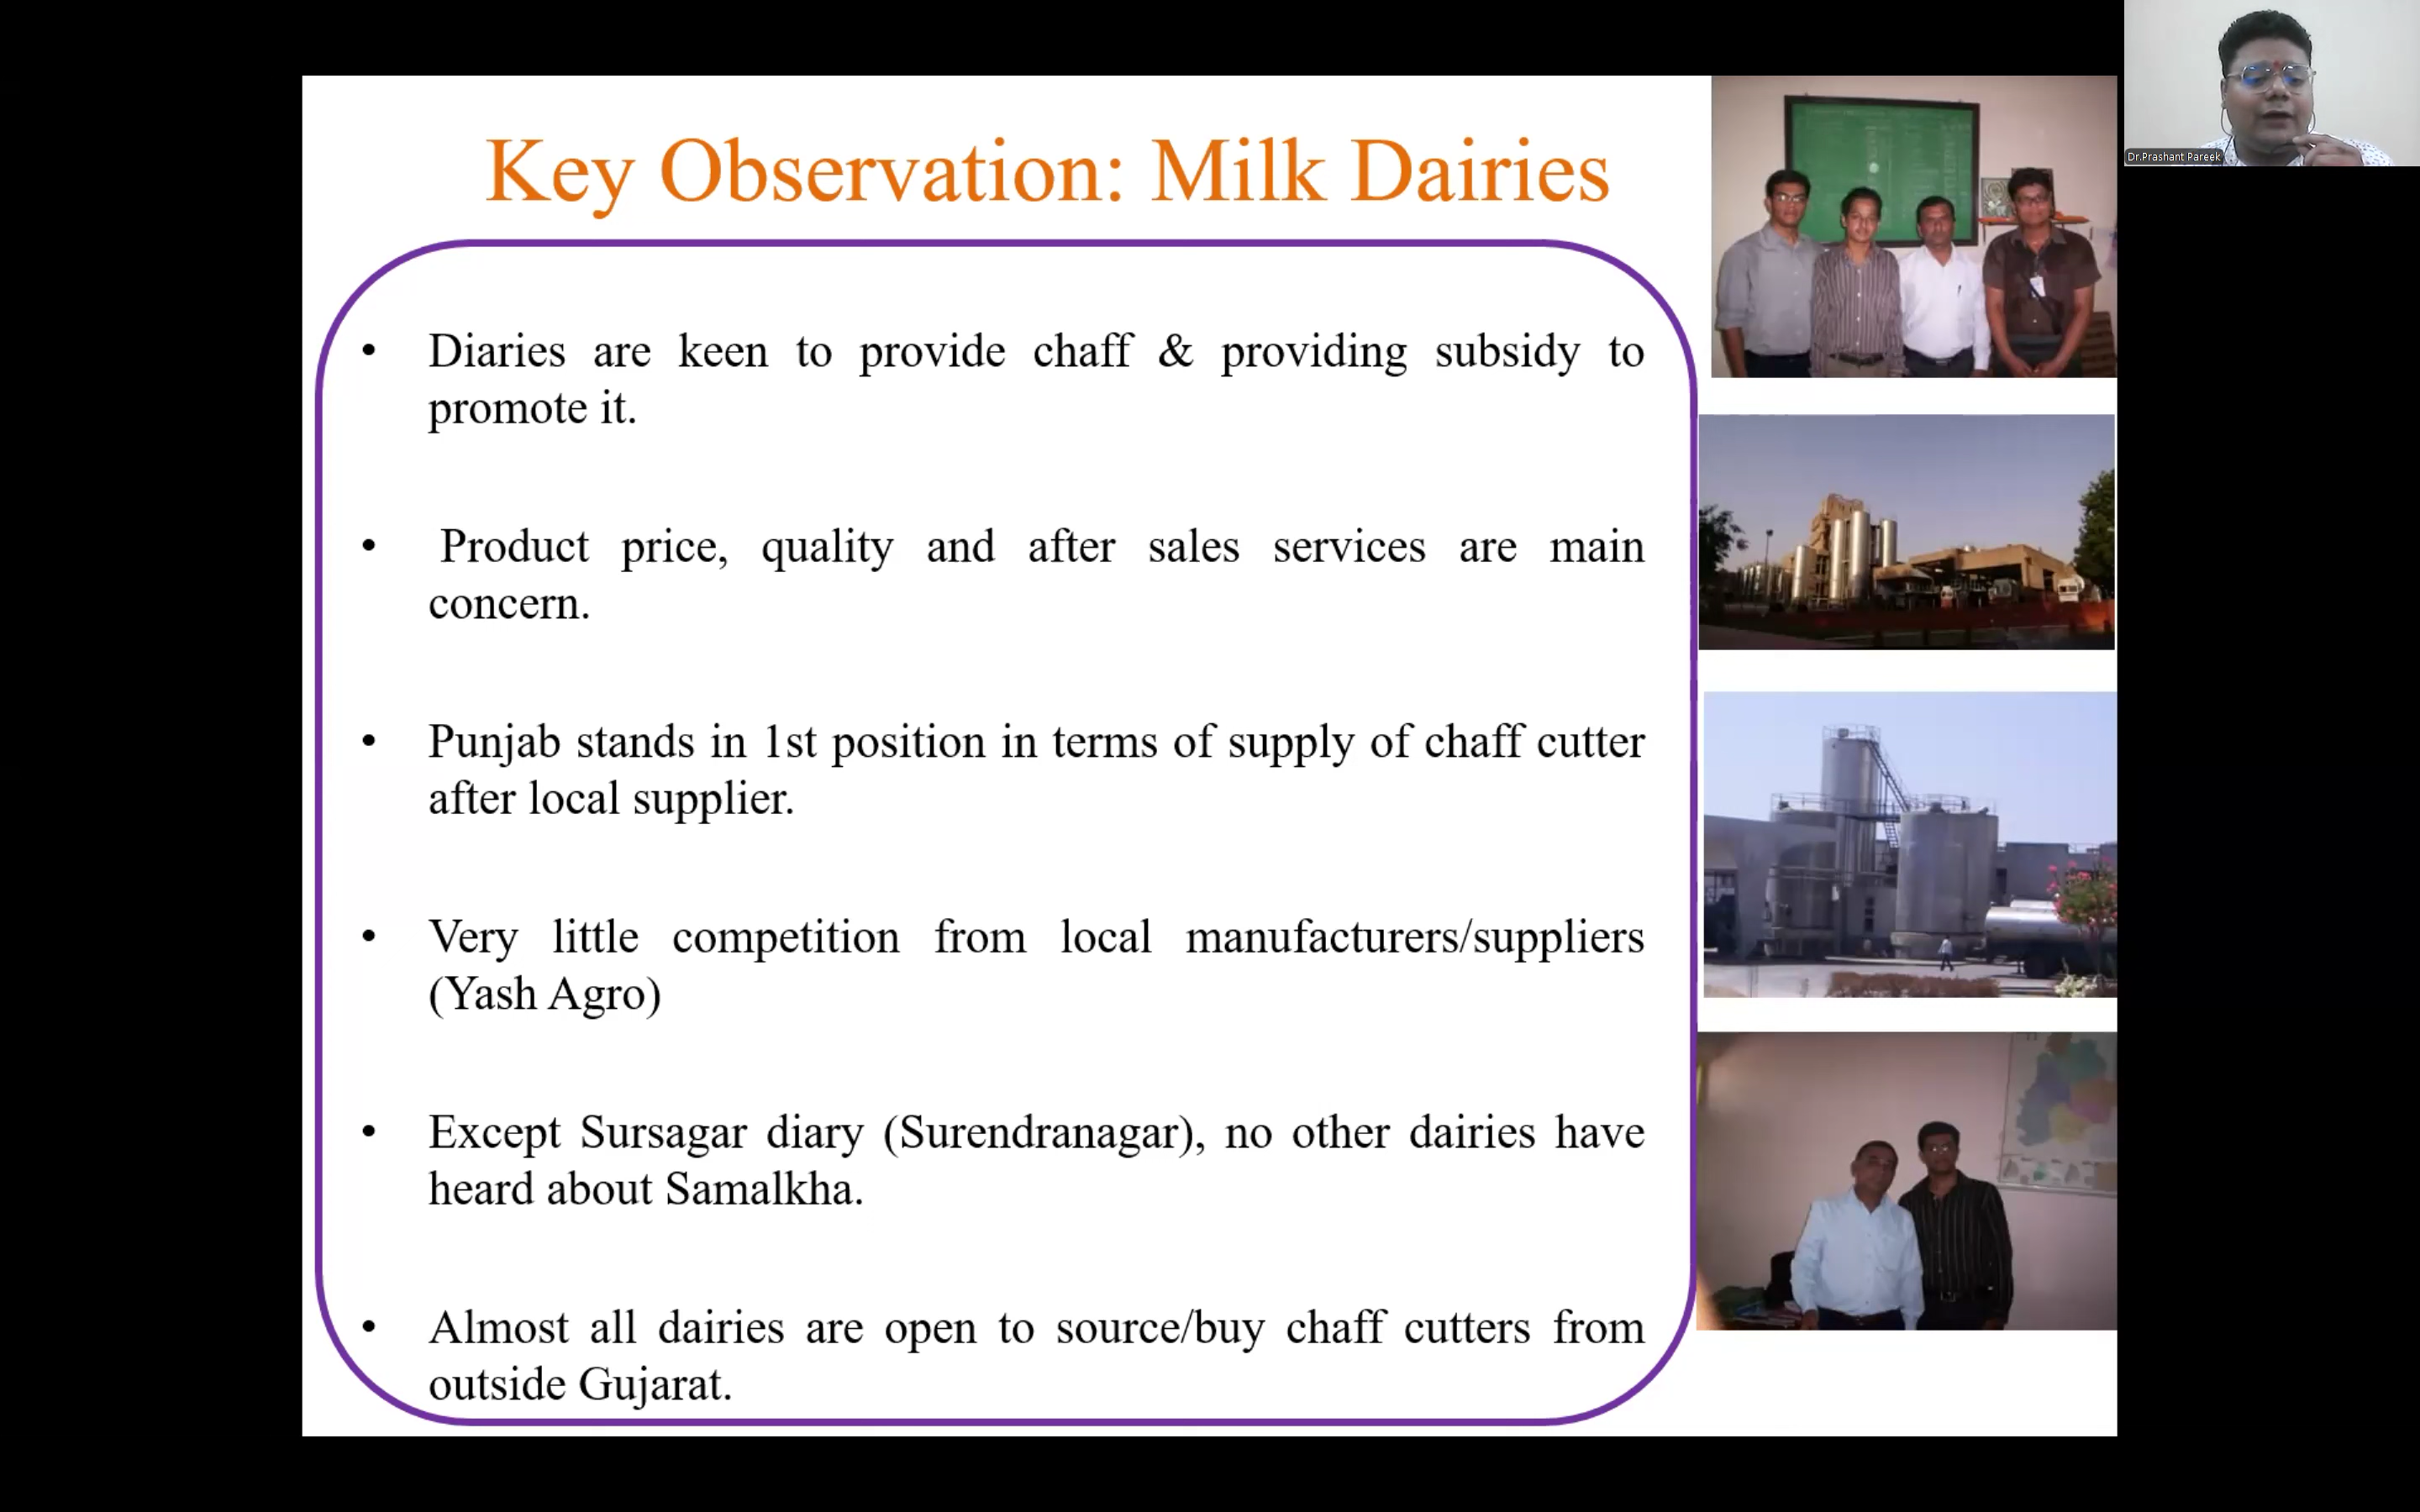 Key Observation: Milk Dairies
• Diaries are keen to provide chaff & providing subsidy to
promote it.
• Product price, quality and after sales services are main
concern.
• Punjab stands in 1st position in terms of supply of chaff cutter
after local supplier.
• Very little competition from local manufacturers/suppliers
(Yash Agro)
• Except Sursagar diary (Surendranagar), no other dairies have
heard about Samalkha.
• Almost all dairies are open to source/buy chaff cutters from
outside Gujarat.
Dr.Prashant Pareek